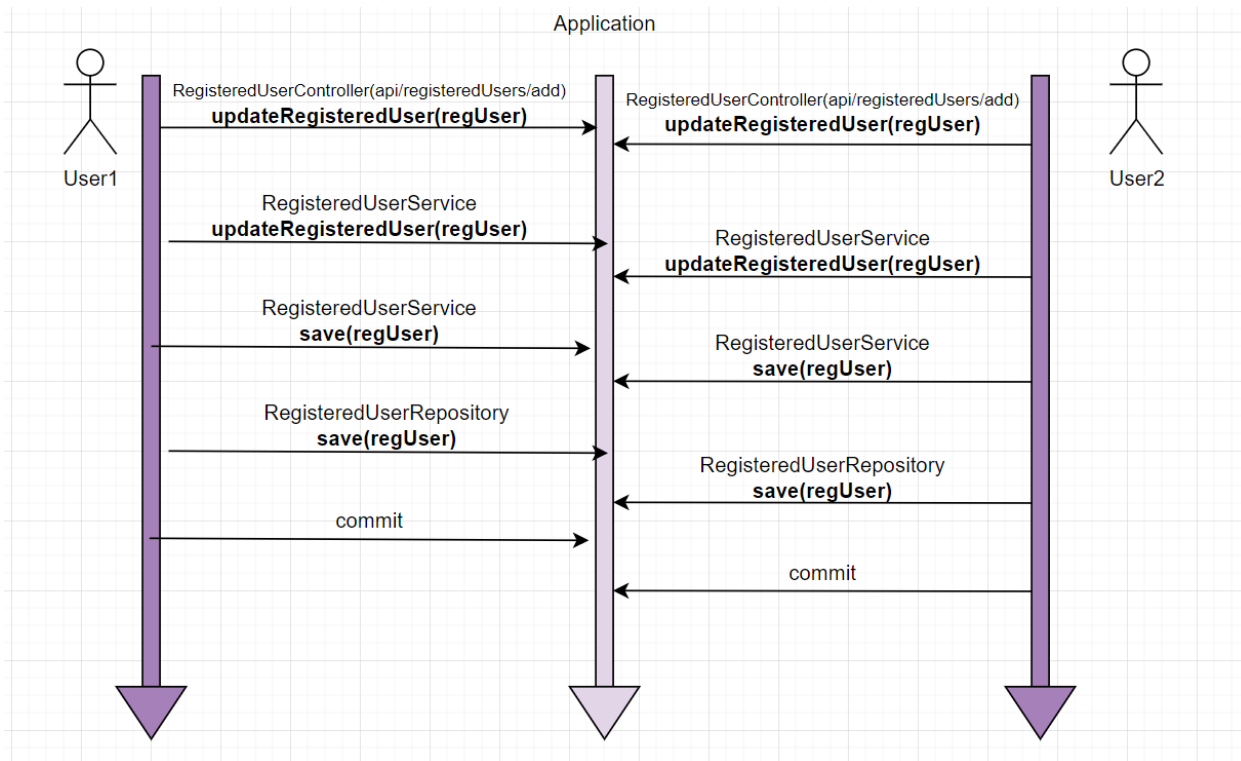 Application
RegisteredUserController(api/registeredUsers/add)
updateRegisteredUser(regUser)
RegisteredUserController(api/registeredUsers/add)
updateRegisteredUser(regUser)
User1
User2
RegisteredUserService
updateRegisteredUser(regUser)
RegisteredUserService
updateRegisteredUser(regUser)
RegisteredUserService
save(regUser)
RegisteredUserService
save(regUser)
RegisteredUserRepository
save(regUser)
RegisteredUserRepository
save(regUser)
commit
commit